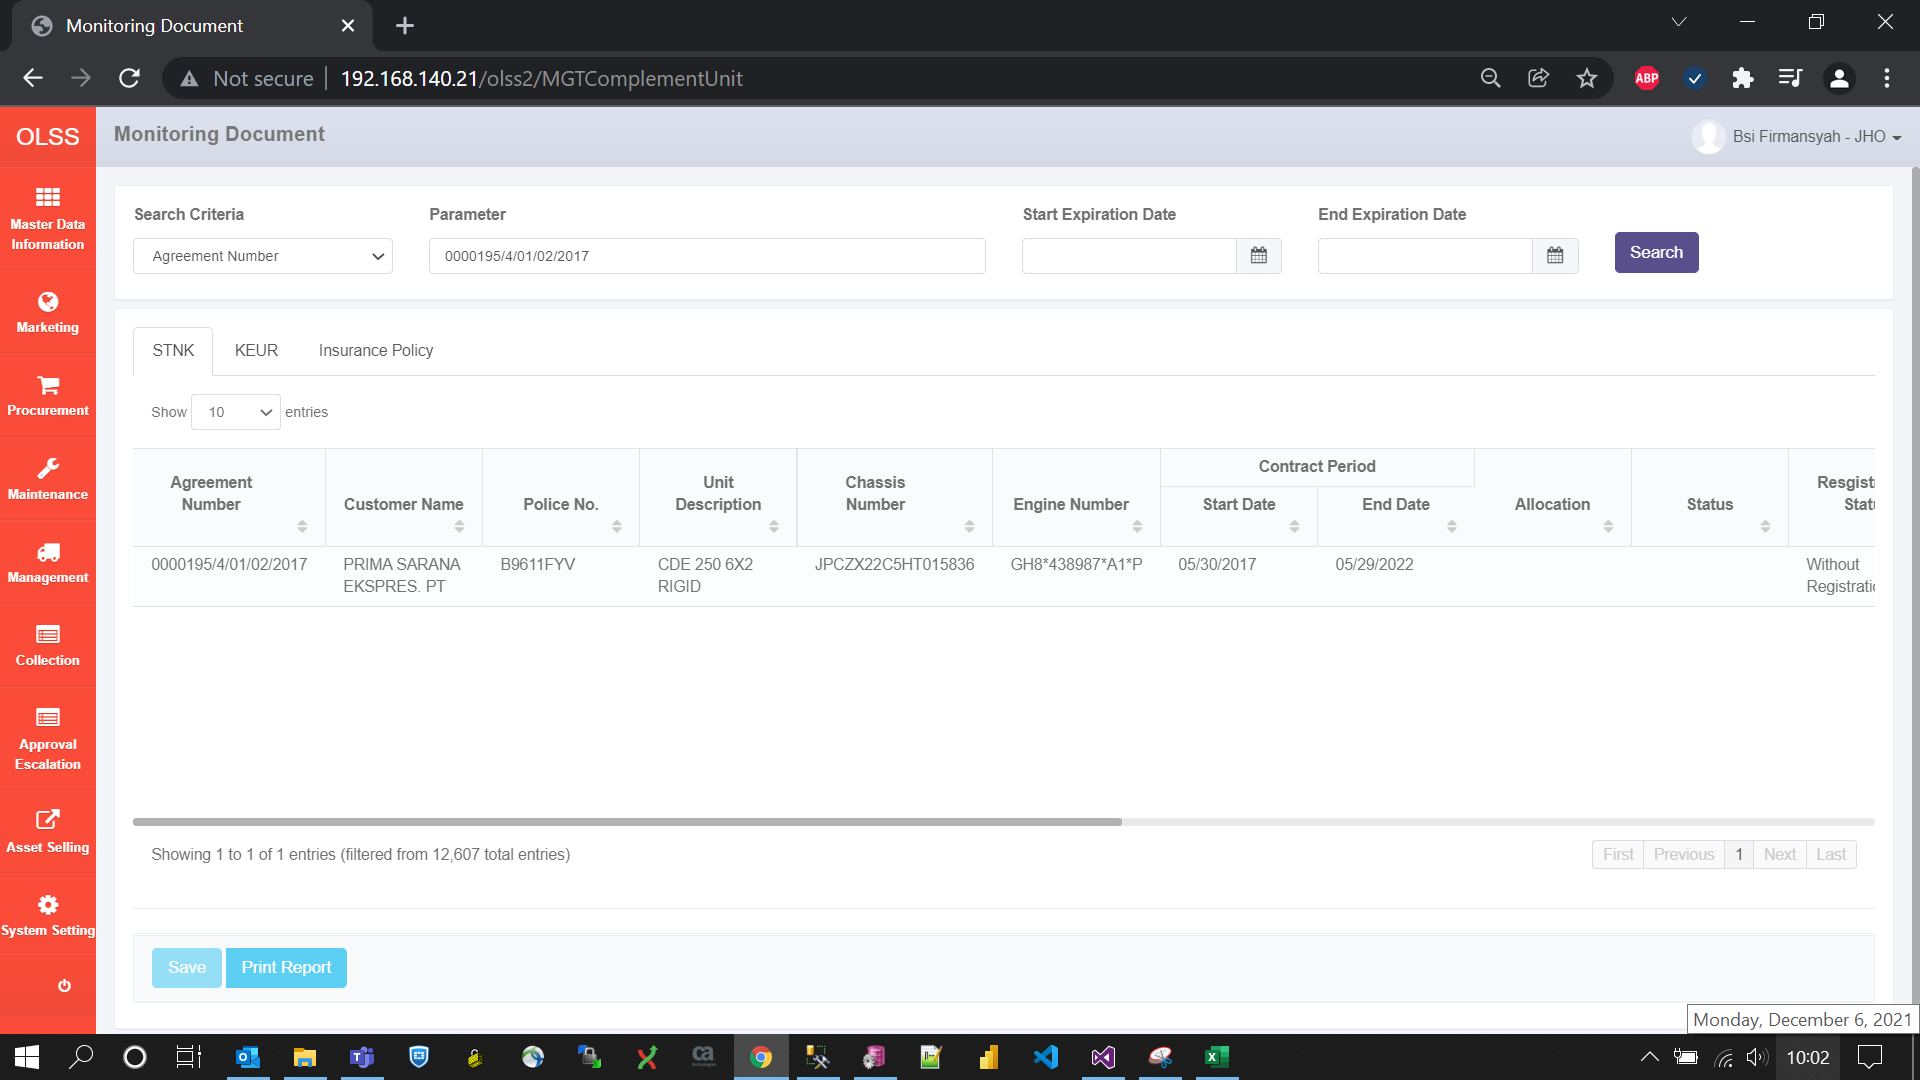 Monitoring Document
Not secure 192.168.140.21/olss2/MGTComplementUnit
ABP
OLSS
Monitoring Document
Bsi Firmansyah - JHO
Master Data
Information
Marketing
Procurement
Maintenance
Management
Collection
Approval
Escalation
Asset Selling
System Setting
Search Criteria
Parameter
Start Expiration Date
End Expiration Date
Agreement Number
0000195/4/01/02/2017
Search
STNK KEUR Insurance Policy
Show 10 entries
Agreement Number
Customer Name
Police No.
Unit Description
Chassis Number
Engine Number
Contract Period
Start Date
End Date
Allocation
Status
Resgist
Statu
0000195/4/01/02/2017
PRIMA SARANA
EKSPRES. PT
B9611FYV
CDE 250 6X2
RIGID
JPCZX22C5HT015836
GH8*438987*A1*P
05/30/2017
05/29/2022
Without
Registratio
Showing 1 to 1 of 1 entries (filtered from 12,607 total entries)
First Previous 1 Next Last
Save Print Report
Monday, December 6, 2021
10:02